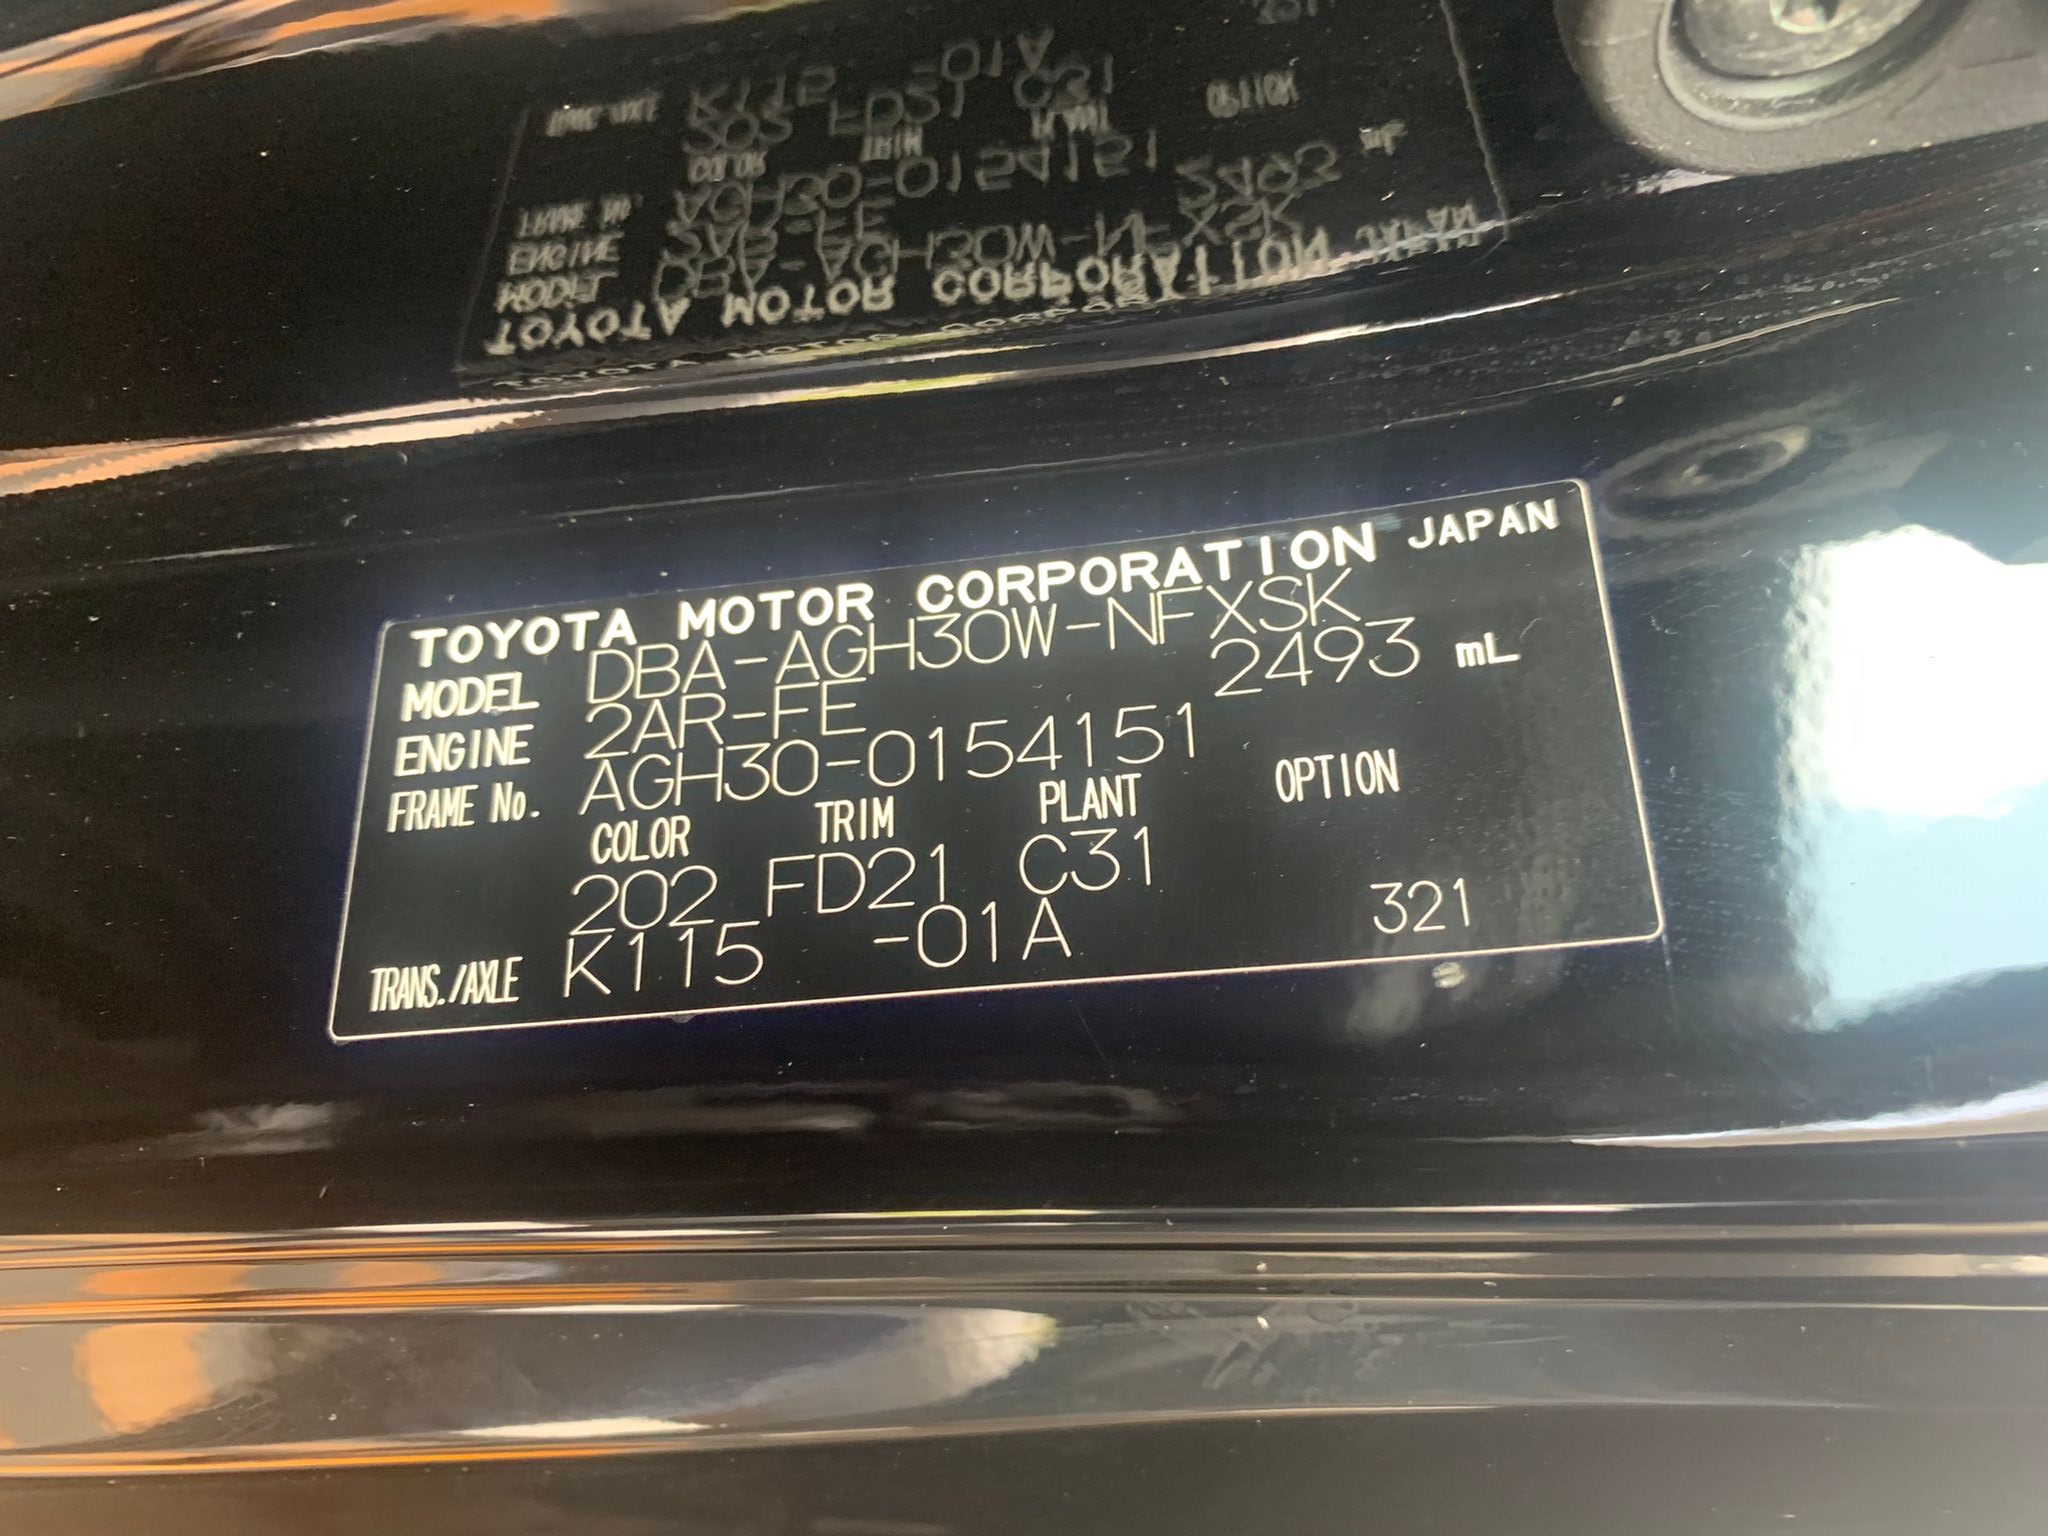 TOYOTA MOTOR CORPORATION JAPAN
MODEL DBA-AGH30W-NFXSK
ENGINE 2AR-FE 2493 mL
FRAME No. AGH30-0154151
COLOR TRIM PLANT OPTION
202 FD21 C31
TRANS./AXLE K115 -01A 321